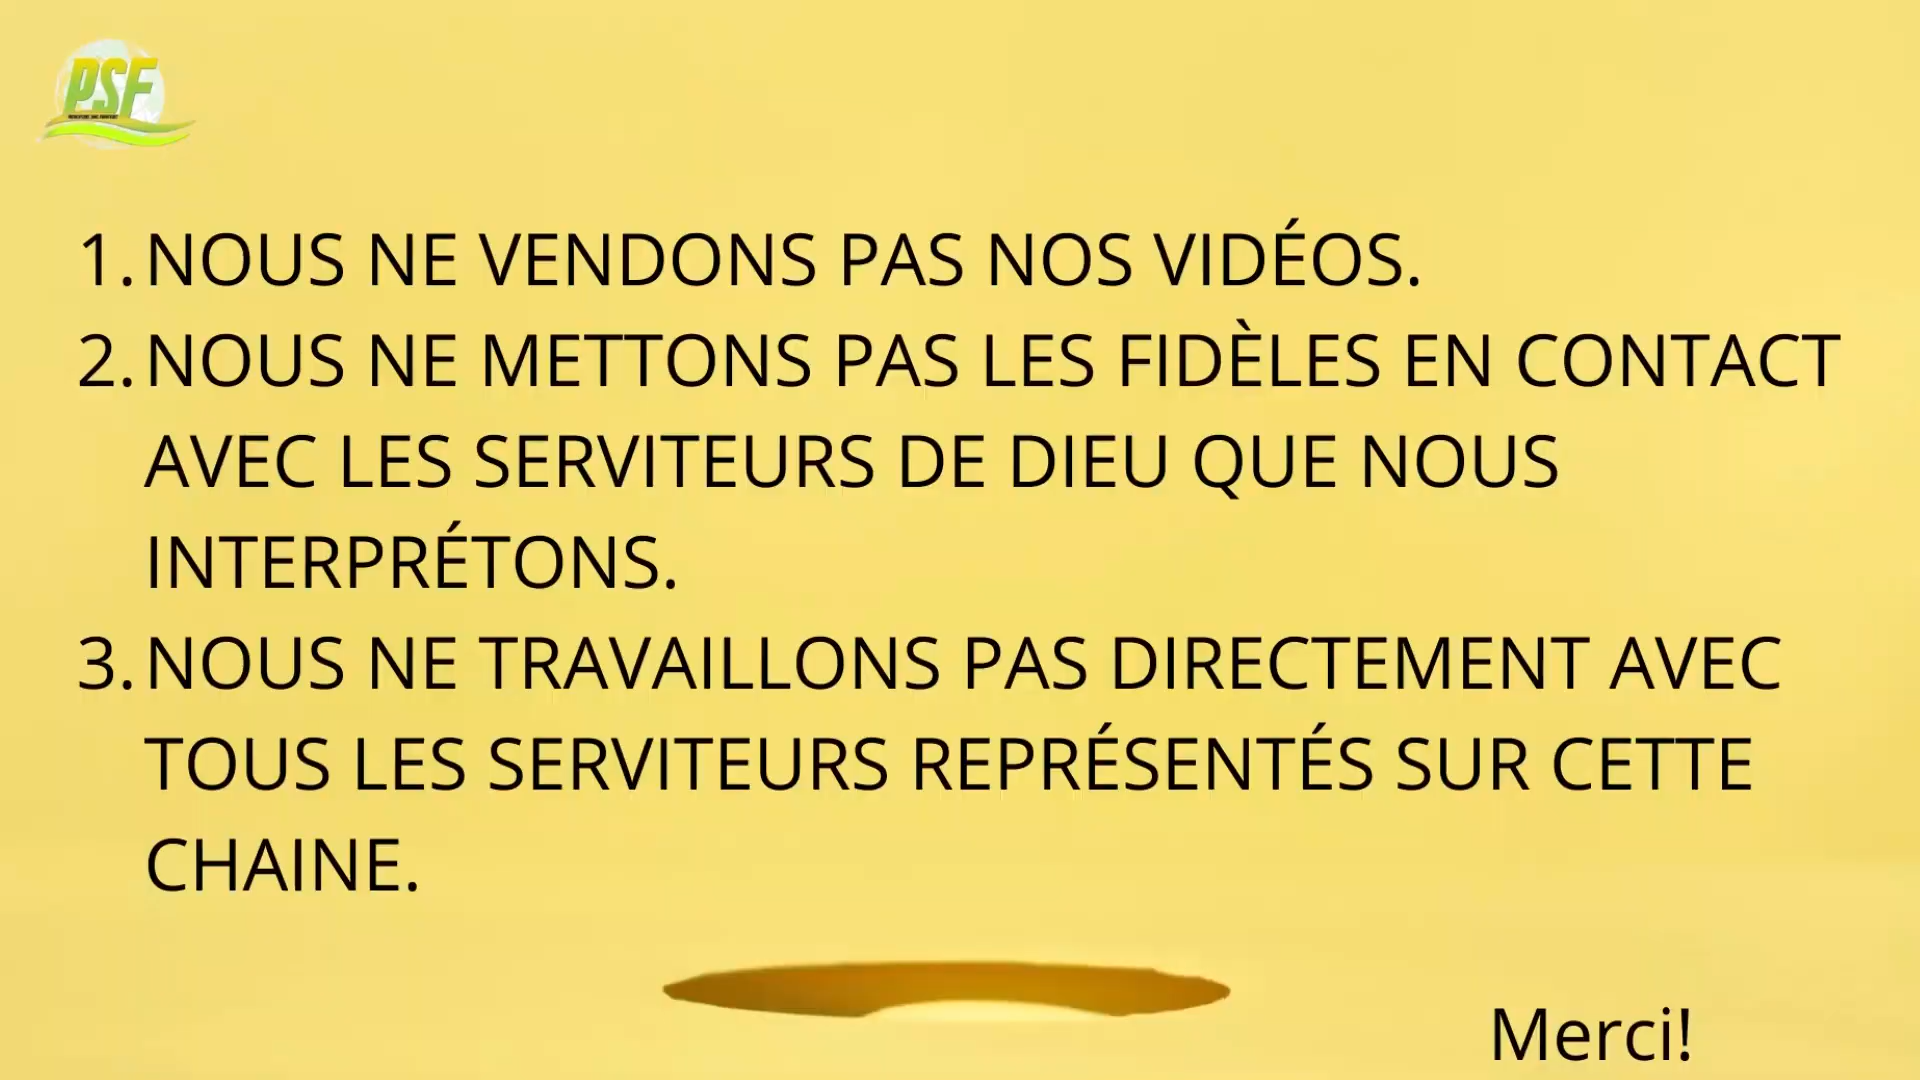 PSF
1. NOUS NE VENDONS PAS NOS VIDÉOS.
2. NOUS NE METTONS PAS LES FIDÈLES EN CONTACT
AVEC LES SERVITEURS DE DIEU QUE NOUS
INTERPRÉTONS.
3. NOUS NE TRAVAILLONS PAS DIRECTEMENT AVEC
TOUS LES SERVITEURS REPRÉSENTÉS SUR CETTE
CHAINE.
Merci!